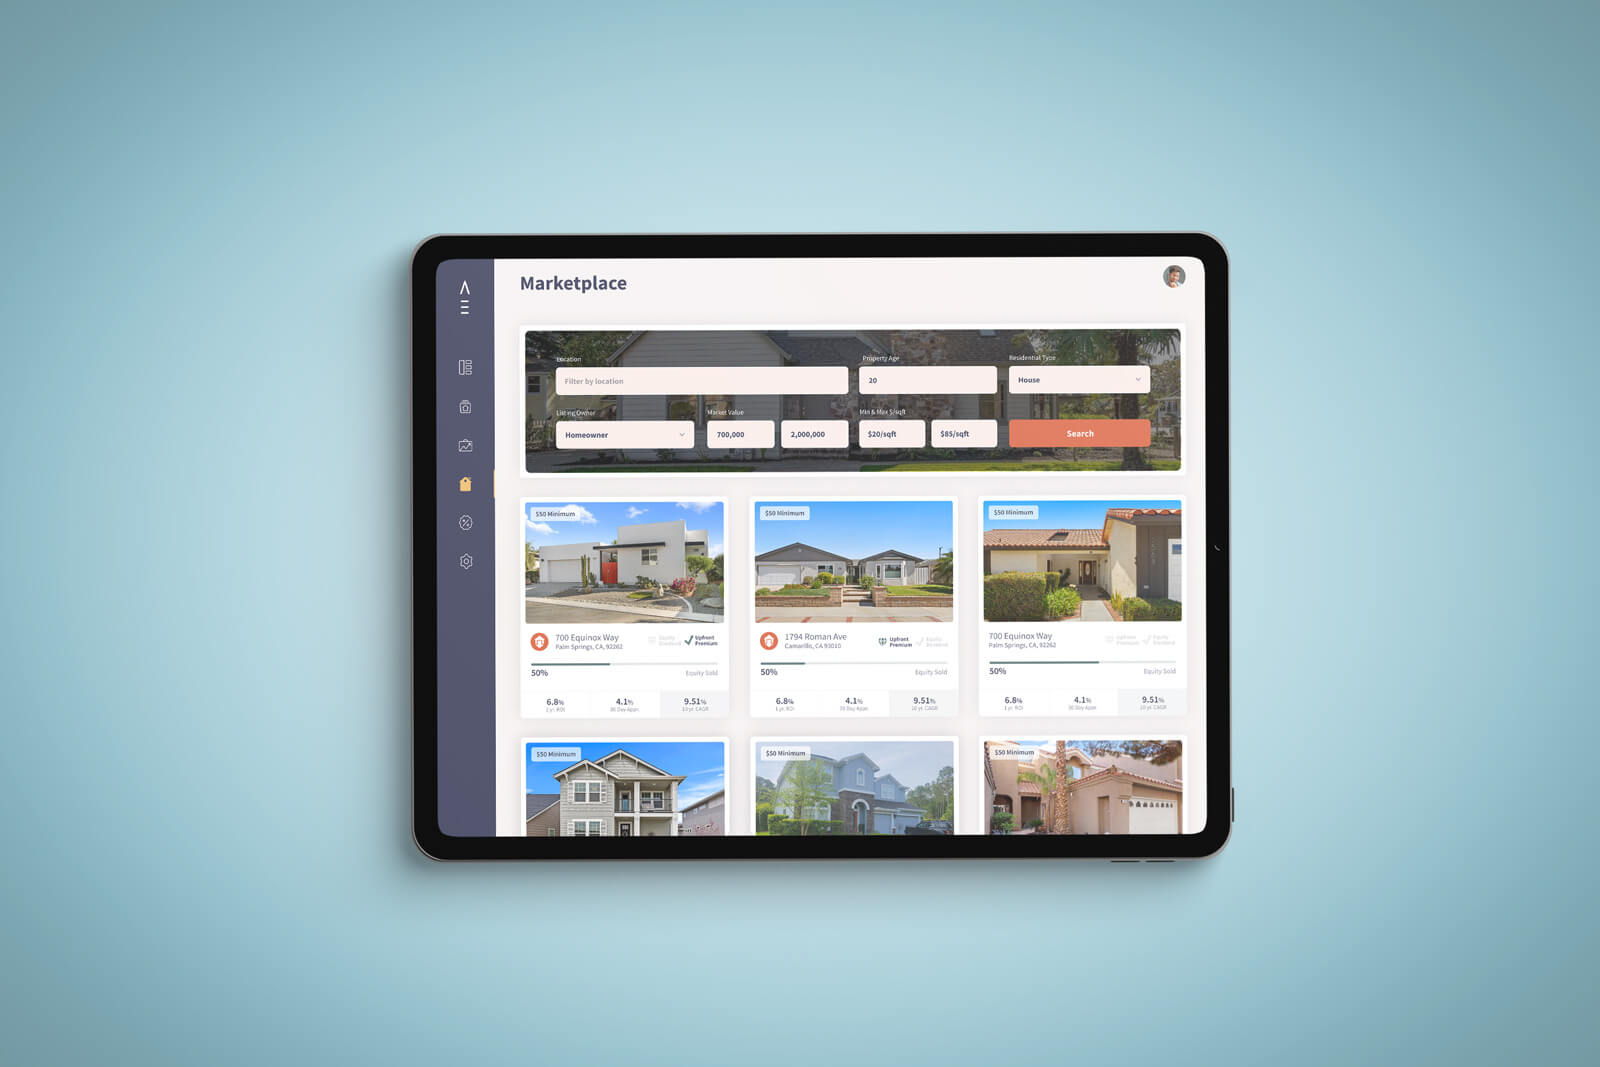 Marketplace
Location
Property Age
Residential Type
Filter by location
20
House
Listing Owner
Market Value
Min & Max $/sqft
Homeowner
700,000
2,000,000
$20/sqft
$85/sqft
Search
$50 Minimum
$50 Minimum
$50 Minimum
700 Equinox Way
Palm Springs, CA, 92262
Equity Dividend
Upfront Premium
50%
Equity Sold
6.8%
1 yr. ROI
4.1%
30 Day Appr.
9.51%
10 yr. CAGR
1794 Roman Ave
Camarillo, CA 93010
Upfront Premium
Equity Dividend
50%
Equity Sold
6.8%
1 yr. ROI
4.1%
30 Day Appr.
9.51%
10 yr. CAGR
700 Equinox Way
Palm Springs, CA, 92262
Upfront Premium
Equity Dividend
50%
Equity Sold
6.8%
1 yr. ROI
4.1%
30 Day Appr.
9.51%
10 yr. CAGR
$50 Minimum
$50 Minimum
$50 Minimum